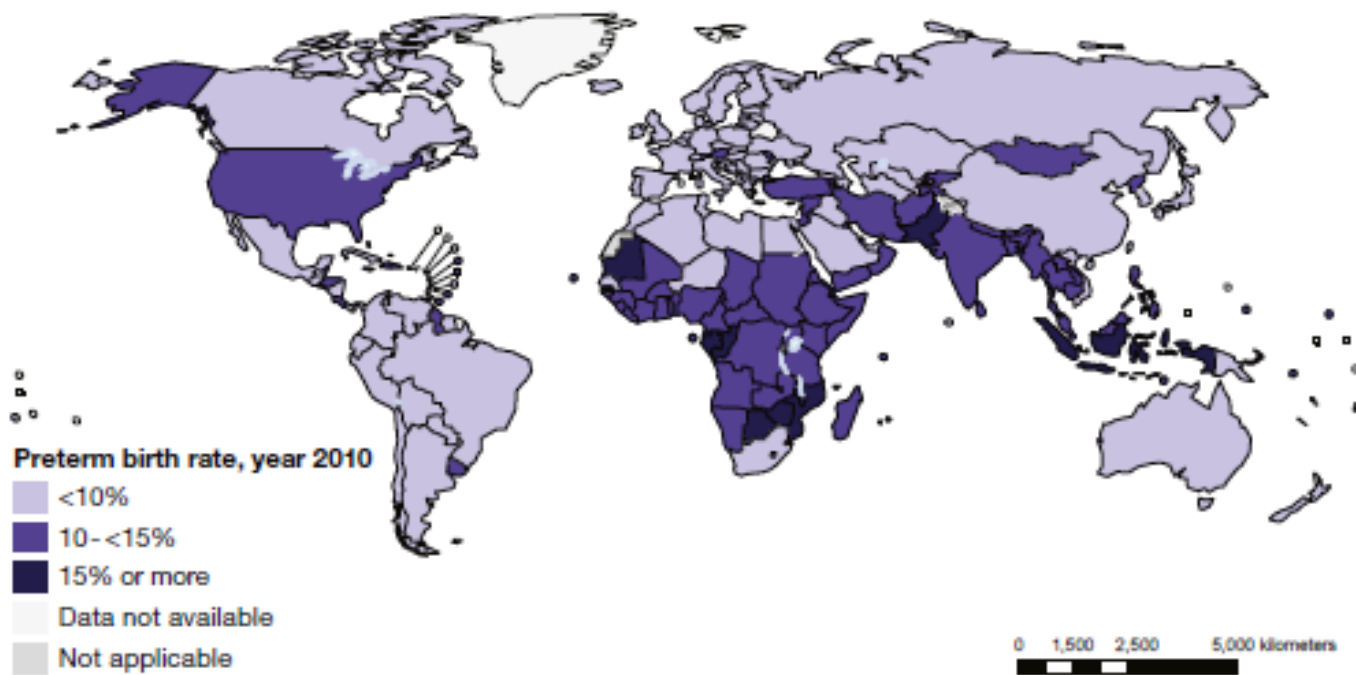 Preterm birth rate, year 2010
<10%
10-<15%
15% or more
Data not available
Not applicable
0 1,500 2,500 5,000 kilometers